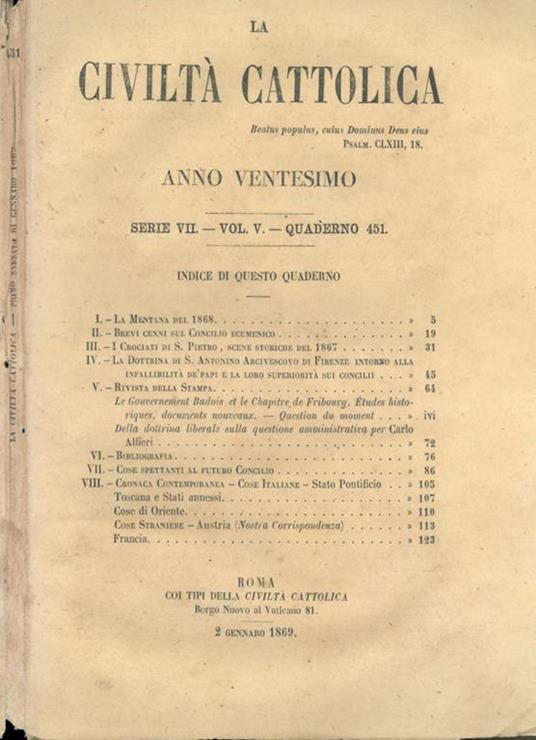 LA
CIVILTÀ CATTOLICA
Beatus populus, cuius Dominus Deus eius
PSALM. CLXIII, 18.
ANNO VENTESIMO
SERIE VII. — VOL. V. — QUADERNO 451.
INDICE DI QUESTO QUADERNO
I. – LA MENTANA DEL 1868. » 5
II. – BREVI CENNI SUL CONCILIO ECUMENICO » 19
III. – I CROCIATI DI S. PIETRO, SCENE STORICHE DEL 1867 » 31
IV. – LA DOTTRINA DI S. ANTONINO ARCIVESCOVO DI FIRENZE INTORNO ALLA
INFALLIBILITÀ DE' PAPI E LA LORO SUPERIORITÀ SUI CONCILII » 45
V. – RIVISTA DELLA STAMPA. » 64
Le Gouvernement Badois et le Chapitre de Fribourg. Études histo-
riques, documents nouveaux. — Question du moment » ivi
Della dottrina liberale sulla questione amministrativa per Carlo
Alfieri » 72
VI. – BIBLIOGRAFIA. » 76
VII. – COSE SPETTANTI AL FUTURO CONCILIO » 86
VIII. – CRONACA CONTEMPORANEA – COSE ITALIANE – Stato Pontificio » 105
Toscana e Stati annessi. » 107
Cose di Oriente. » 110
COSE STRANIERE – Austria (Nostra Corrispondenza) » 113
Francia. » 123
ROMA
COI TIPI DELLA CIVILTÀ CATTOLICA
Borgo Nuovo al Vaticano 81.
2 GENNARO 1869.
LA CIVILTÀ CATTOLICA — PRIMO SABBATO DI GENNARO